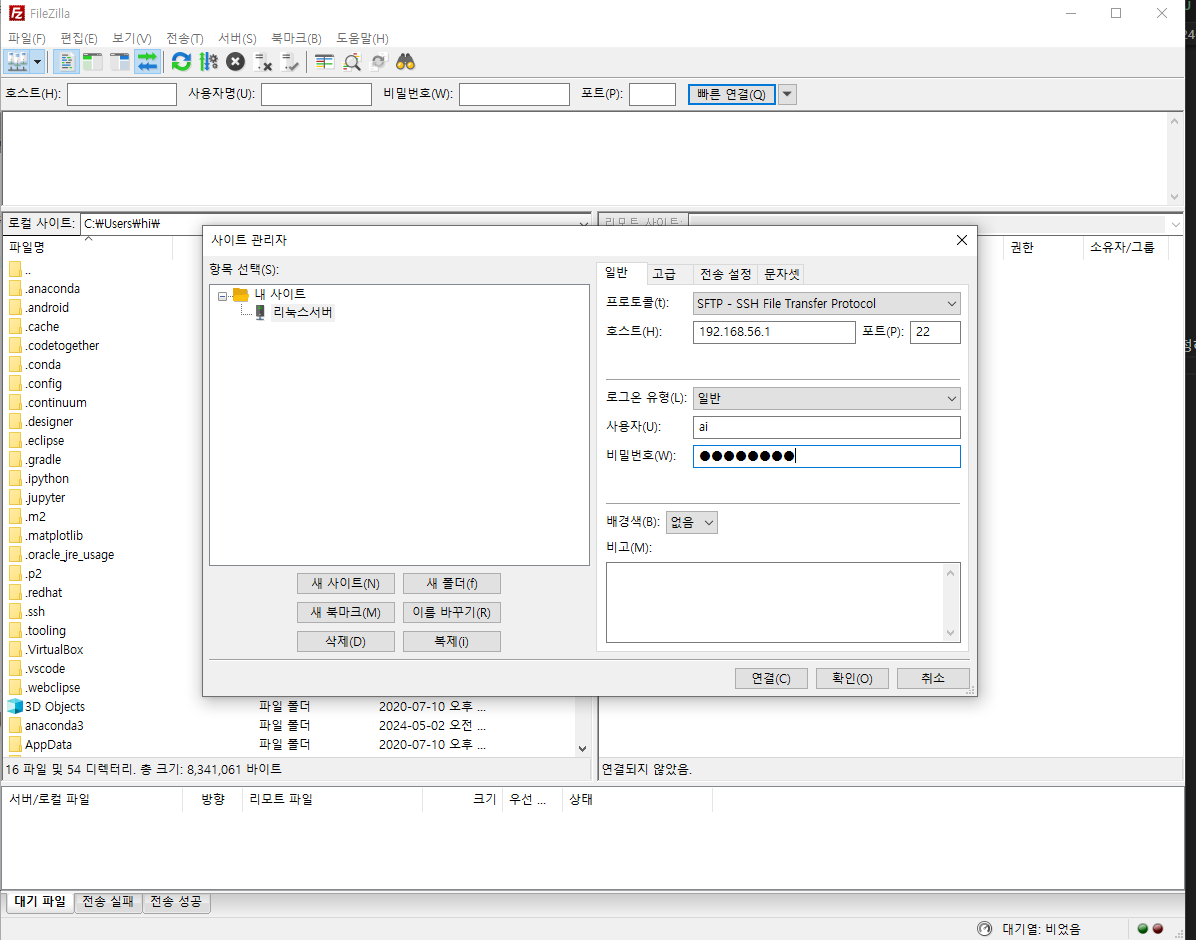 FileZilla
파일(F) 편집(E) 보기(V) 전송(T) 서버(S) 북마크(B) 도움말(H)
호스트(H): 사용자명(U): 비밀번호(W): 포트(P): 빠른 연결(Q)
로컬 사이트: C:₩Users₩hi₩
리모트 사이트:
파일명
권한 소유자/그룹
..
.anaconda
.android
.cache
.codetogether
.conda
.config
.continuum
.designer
.eclipse
.gradle
.ipython
.jupyter
.m2
.matplotlib
.oracle_jre_usage
.p2
.redhat
.ssh
.tooling
.VirtualBox
.vscode
.webclipse
3D Objects 파일 폴더 2020-07-10 오후 ...
anaconda3 파일 폴더 2024-05-02 오전 ...
AppData 파일 폴더 2020-07-10 오후 ...
16 파일 및 54 디렉터리. 총 크기: 8,341,061 바이트
연결되지 않았음.
사이트 관리자
항목 선택(S):
내 사이트
리눅스서버
새 사이트(N) 새 폴더(f)
새 북마크(M) 이름 바꾸기(R)
삭제(D) 복제(i)
일반 고급 전송 설정 문자셋
프로토콜(t): SFTP - SSH File Transfer Protocol
호스트(H): 192.168.56.1 포트(P): 22
로그온 유형(L): 일반
사용자(U): ai
비밀번호(W): ●●●●●●●●
배경색(B): 없음
비고(M):
연결(C) 확인(O) 취소
서버/로컬 파일 방향 리모트 파일 크기 우선 ... 상태
대기 파일 전송 실패 전송 성공
대기열: 비었음